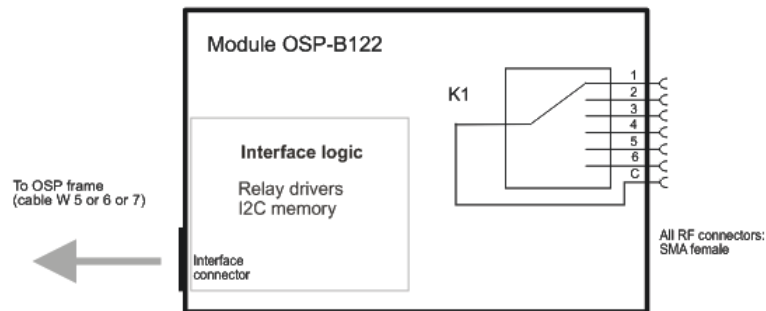 Module OSP-B122
K1
1
2
3
4
5
6
C
Interface logic
Relay drivers
I2C memory
To OSP frame
(cable W 5 or 6 or 7)
Interface
connector
All RF connectors:
SMA female